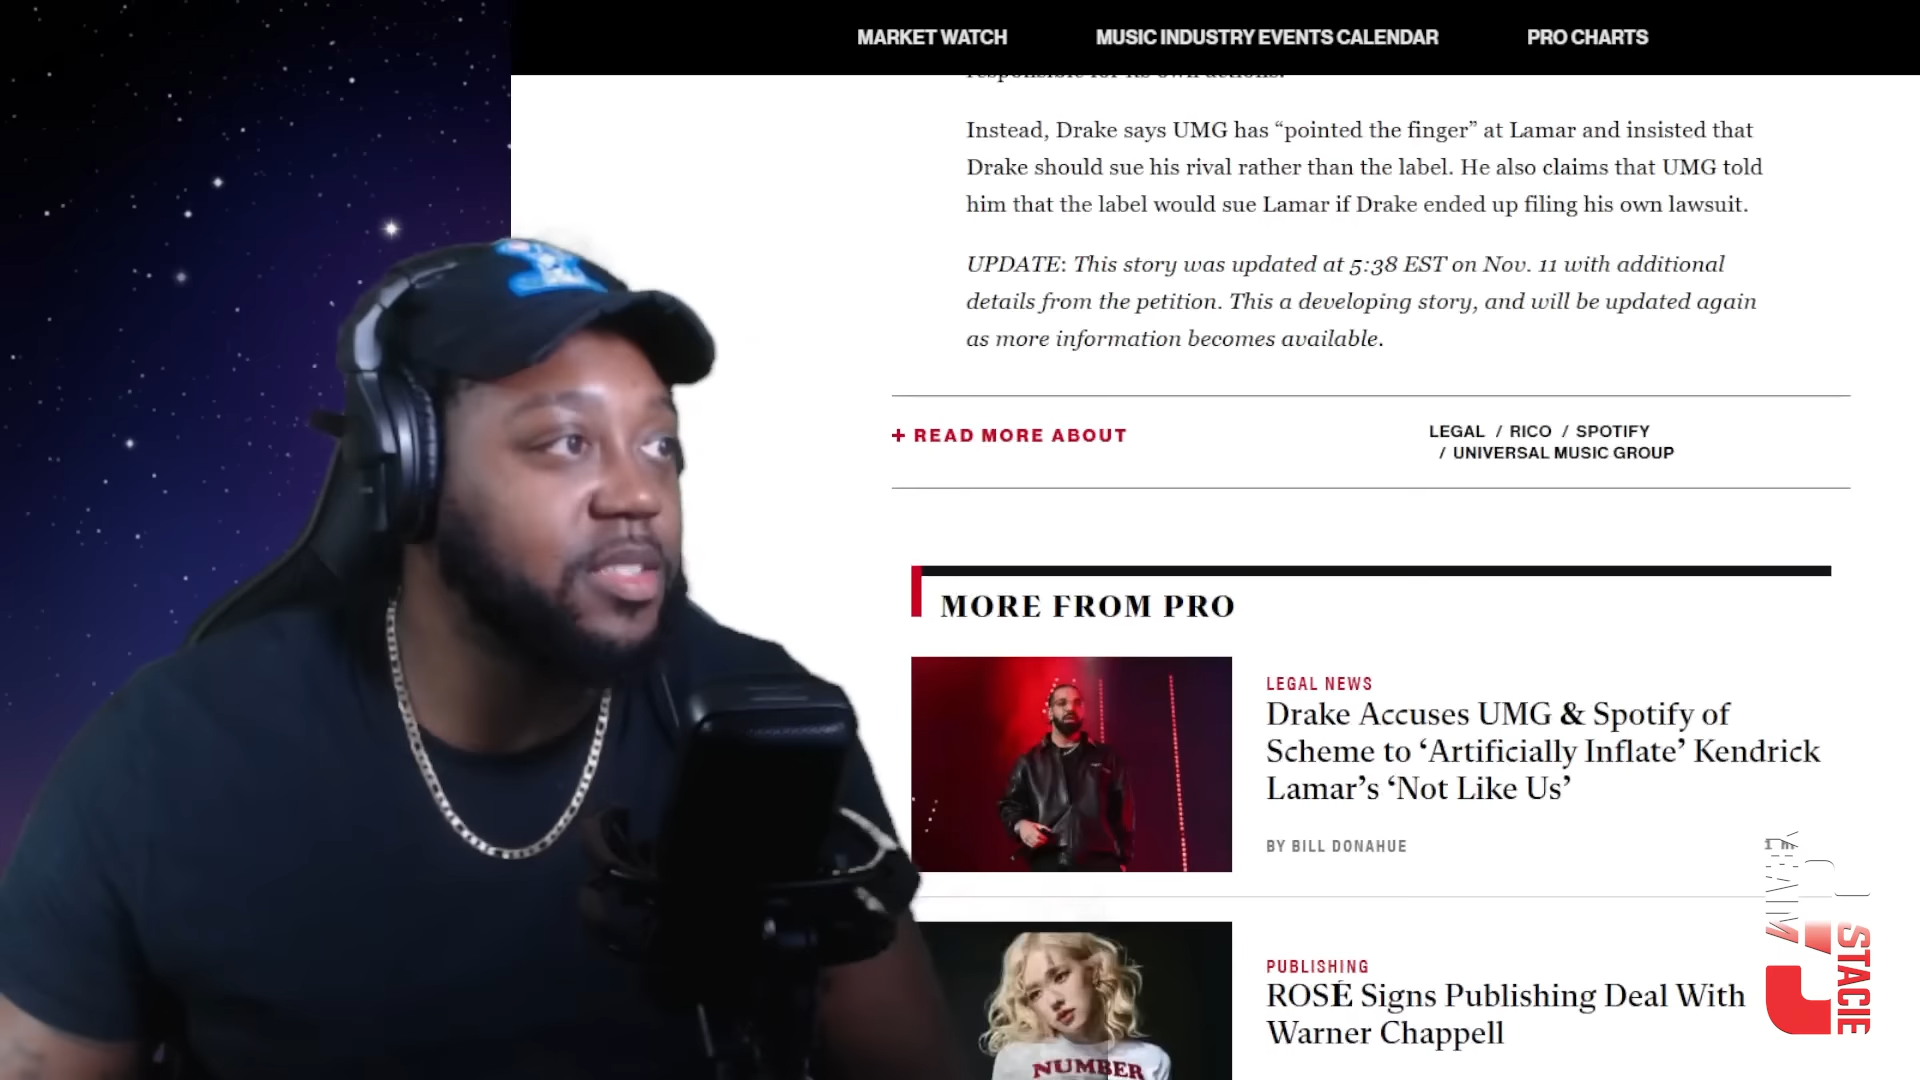 MARKET WATCH
MUSIC INDUSTRY EVENTS CALENDAR
PRO CHARTS
responsible for its own actions.
Instead, Drake says UMG has “pointed the finger” at Lamar and insisted that
Drake should sue his rival rather than the label. He also claims that UMG told
him that the label would sue Lamar if Drake ended up filing his own lawsuit.
UPDATE: This story was updated at 5:38 EST on Nov. 11 with additional
details from the petition. This a developing story, and will be updated again
as more information becomes available.
+ READ MORE ABOUT
LEGAL / RICO / SPOTIFY
/ UNIVERSAL MUSIC GROUP
MORE FROM PRO
LEGAL NEWS
Drake Accuses UMG & Spotify of
Scheme to ‘Artificially Inflate’ Kendrick
Lamar’s ‘Not Like Us’
BY BILL DONAHUE
PUBLISHING
ROSÉ Signs Publishing Deal With
Warner Chappell
NUMBER
STACIE